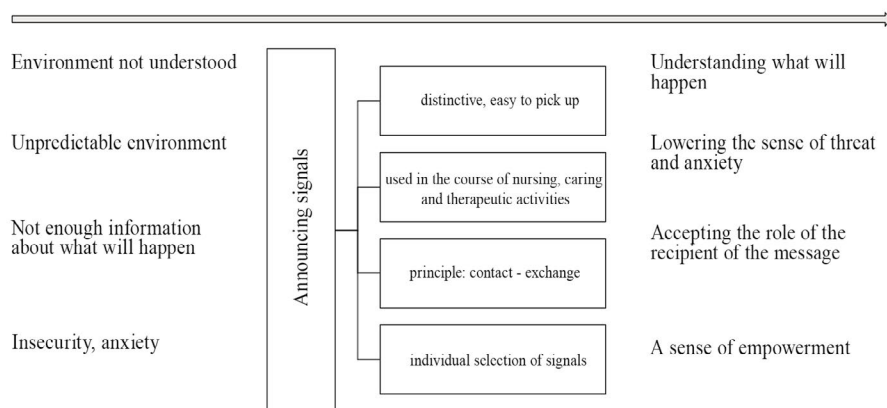 Environment not understood
Unpredictable environment
Not enough information
about what will happen
Insecurity, anxiety
Announcing signals
distinctive, easy to pick up
used in the course of nursing, caring
and therapeutic activities
principle: contact - exchange
individual selection of signals
Understanding what will
happen
Lowering the sense of threat
and anxiety
Accepting the role of the
recipient of the message
A sense of empowerment